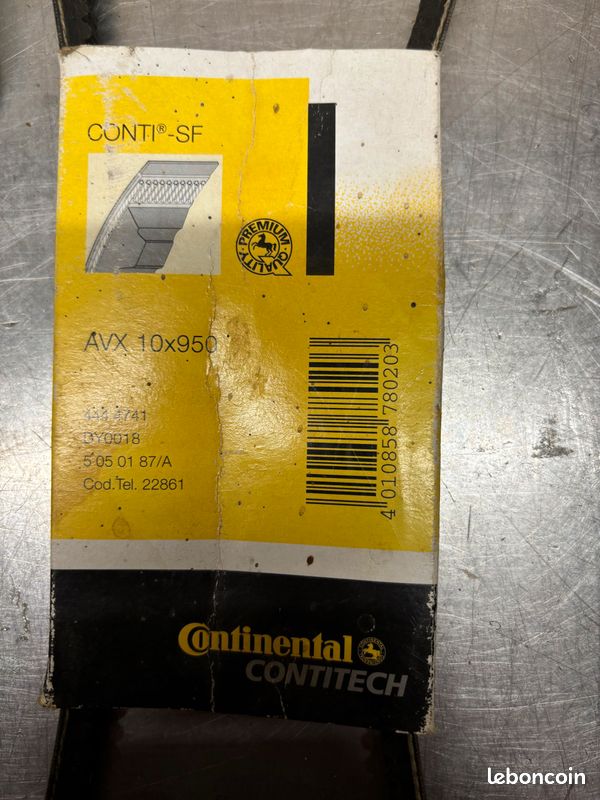 CONTI®-SF
PREMIUM QUALITY
AVX 10x950
444 4741
DY0018
5 05 01 87/A
Cod.Tel. 22861
4 010858 780203
Continental
CONTITECH
leboncoin